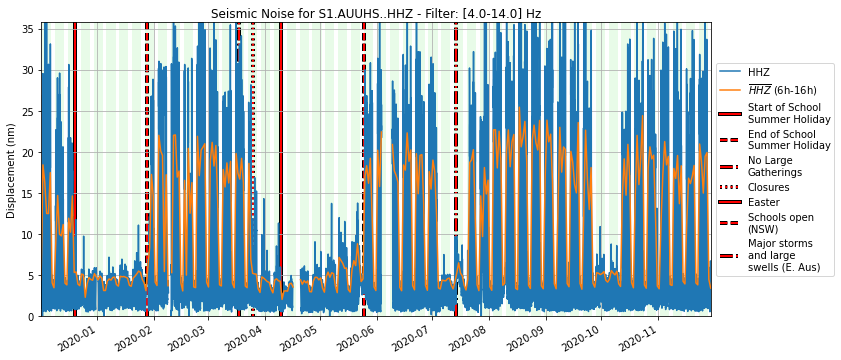 Seismic Noise for S1.AUUHS..HHZ - Filter: [4.0-14.0] Hz
Displacement (nm)
35
30
25
20
15
10
5
0
2020-01
2020-02
2020-03
2020-04
2020-05
2020-06
2020-07
2020-08
2020-09
2020-10
2020-11
HHZ
HHZ (6h-16h)
Start of School
Summer Holiday
End of School
Summer Holiday
No Large
Gatherings
Closures
Easter
Schools open
(NSW)
Major storms
and large
swells (E. Aus)